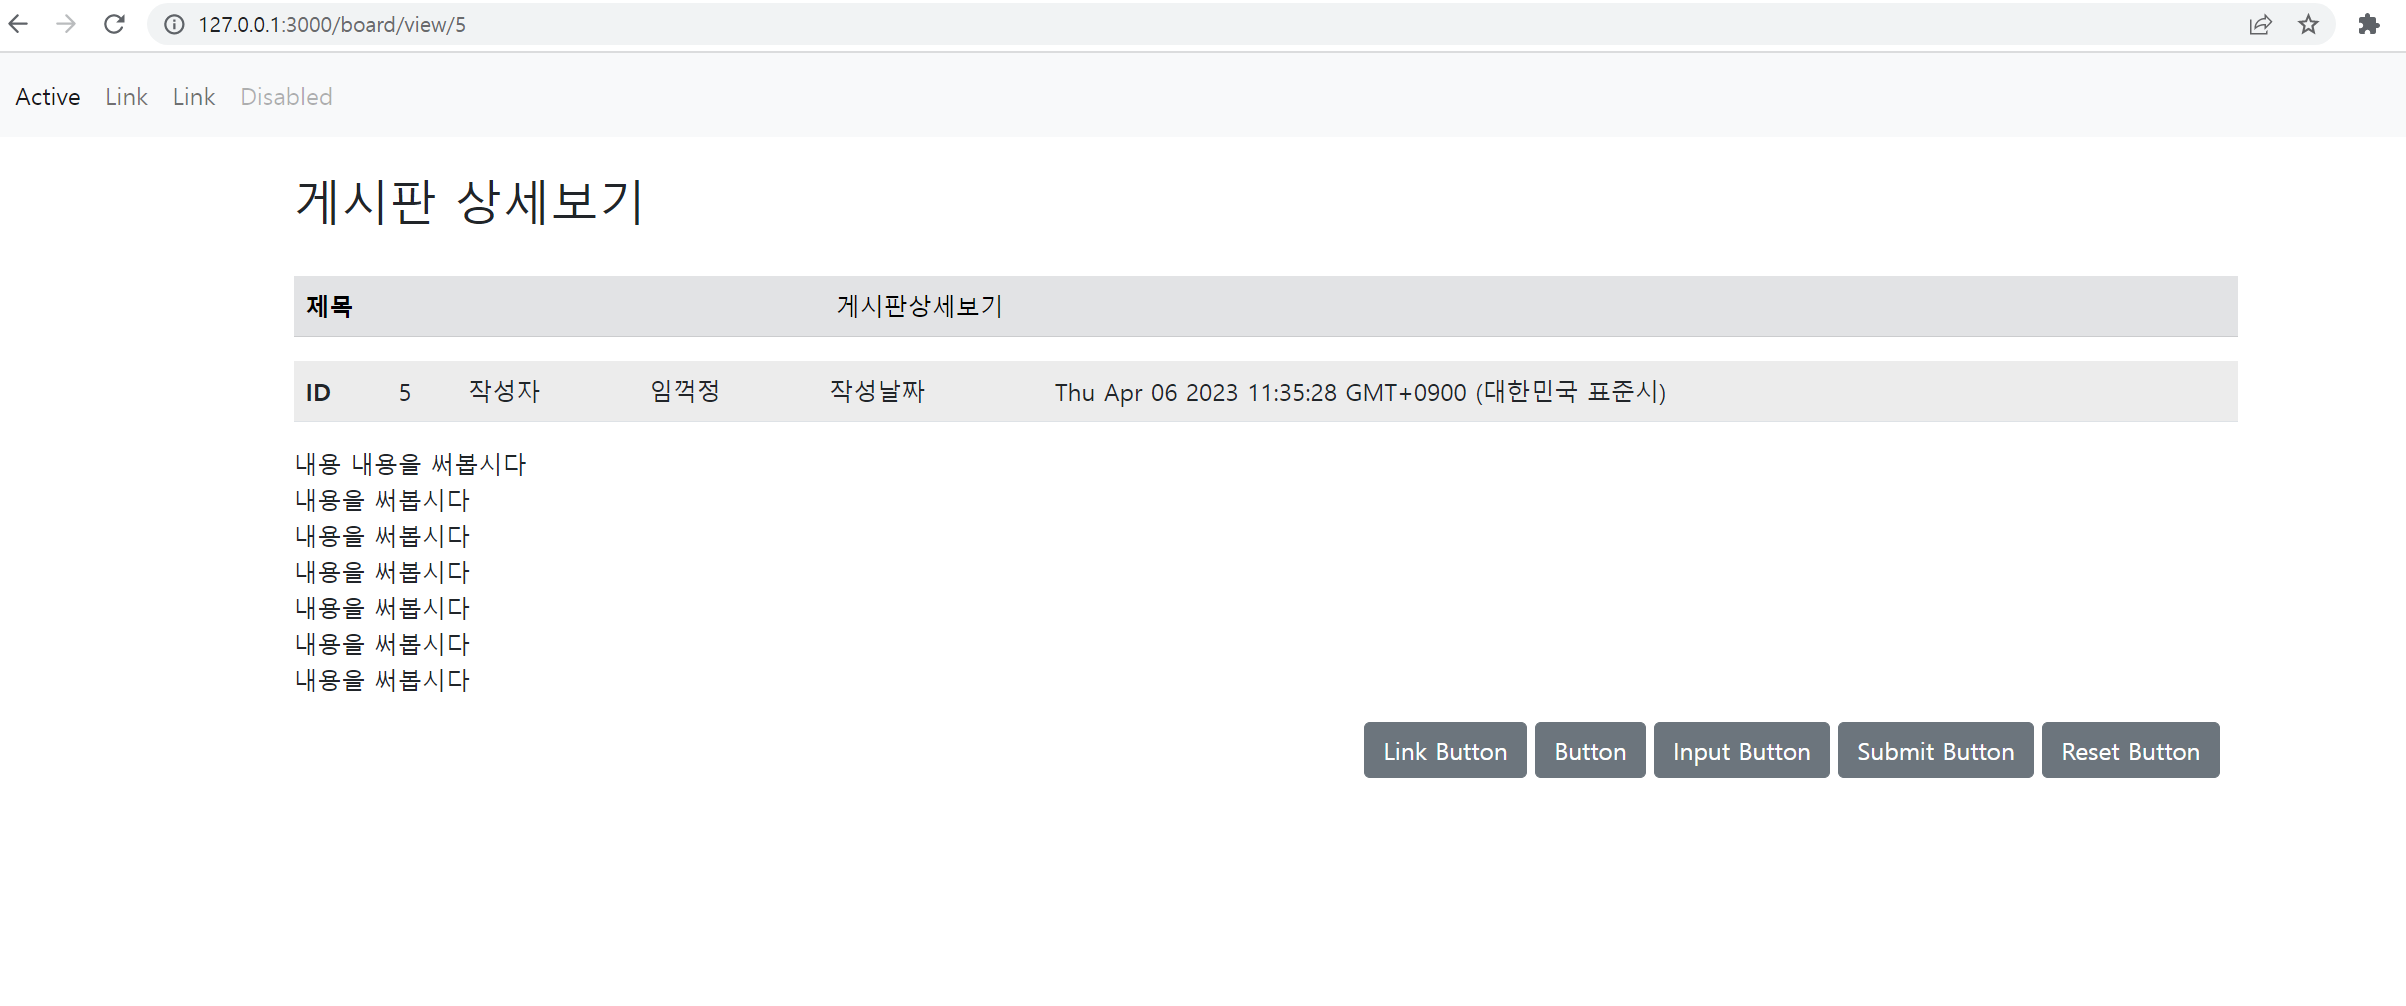 127.0.0.1:3000/board/view/5
Active Link Link Disabled
게시판 상세보기
제목 게시판상세보기
ID 5 작성자 임꺽정 작성날짜 Thu Apr 06 2023 11:35:28 GMT+0900 (대한민국 표준시)
내용 내용을 써봅시다
내용을 써봅시다
내용을 써봅시다
내용을 써봅시다
내용을 써봅시다
내용을 써봅시다
내용을 써봅시다
Link Button Button Input Button Submit Button Reset Button